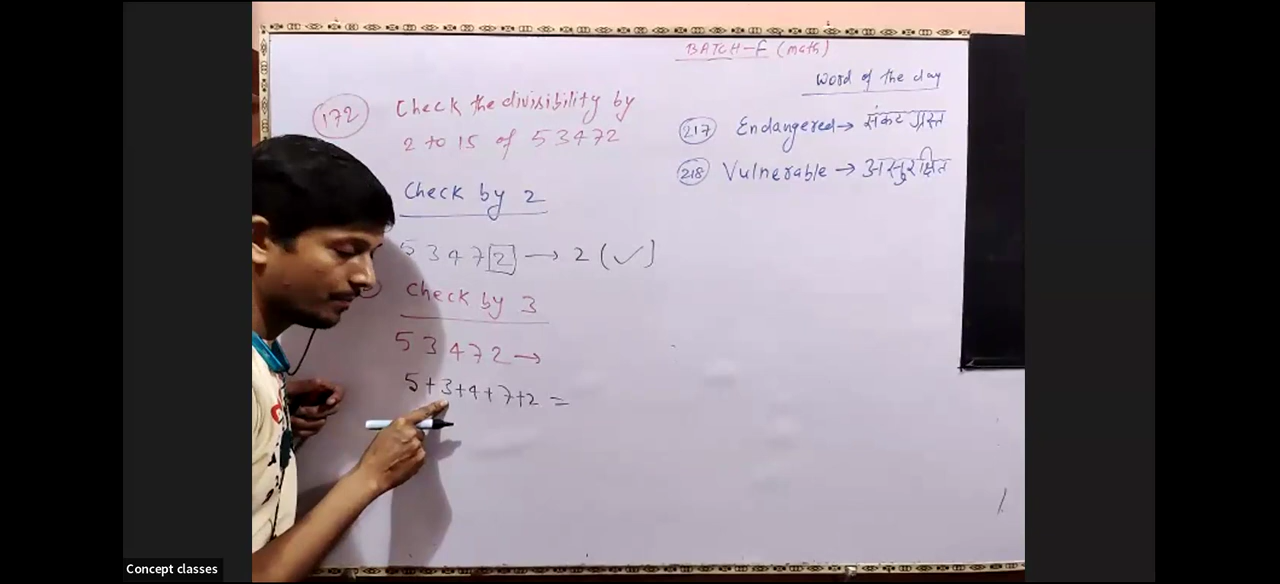 BATCH-F (math)
Word of the day
172 Check the divisibility by
2 to 15 of 53472
217 Endangered → संकट ग्रस्त
218 Vulnerable → असुरक्षित
Check by 2
53472 → 2 (✓)
Check by 3
53472 →
5+3+4+7+2 =
Concept classes